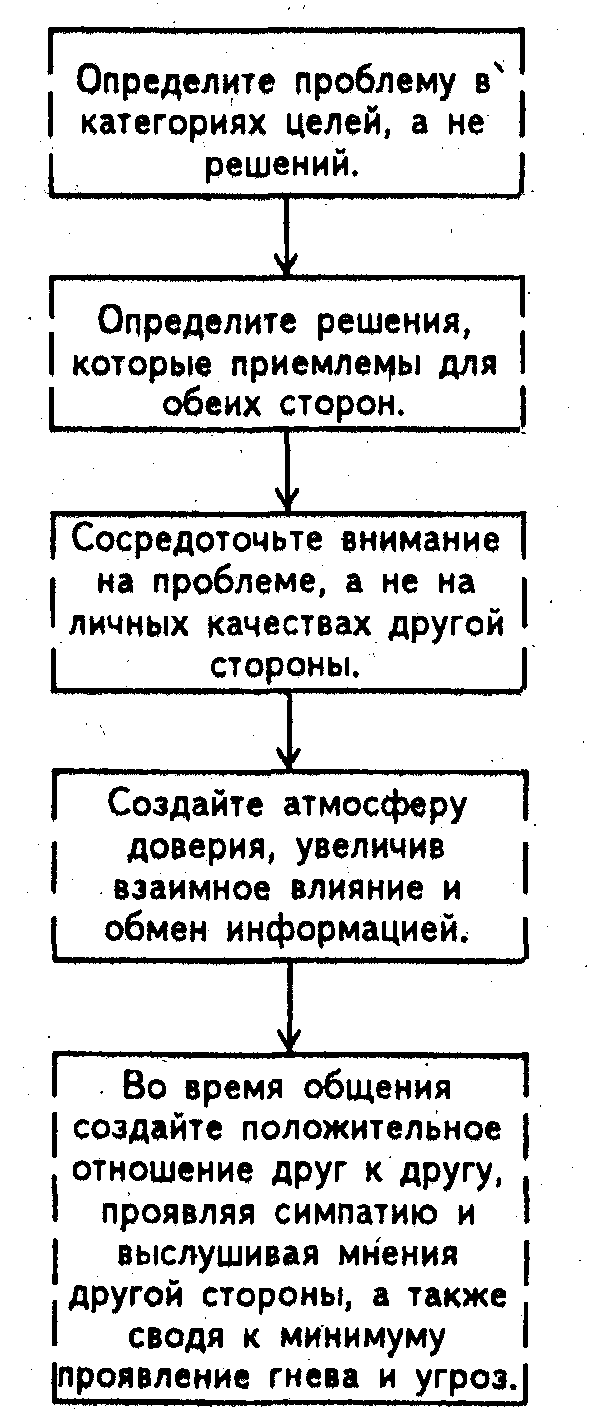 Определите проблему в
категориях целей, а не
решений.
Определите решения,
которые приемлемы для
обеих сторон.
Сосредоточьте внимание
на проблеме, а не на
личных качествах другой
стороны.
Создайте атмосферу
доверия, увеличив
взаимное влияние и
обмен информацией.
Во время общения
создайте положительное
отношение друг к другу,
проявляя симпатию и
выслушивая мнения
другой стороны, а также
сводя к минимуму
проявление гнева и угроз.